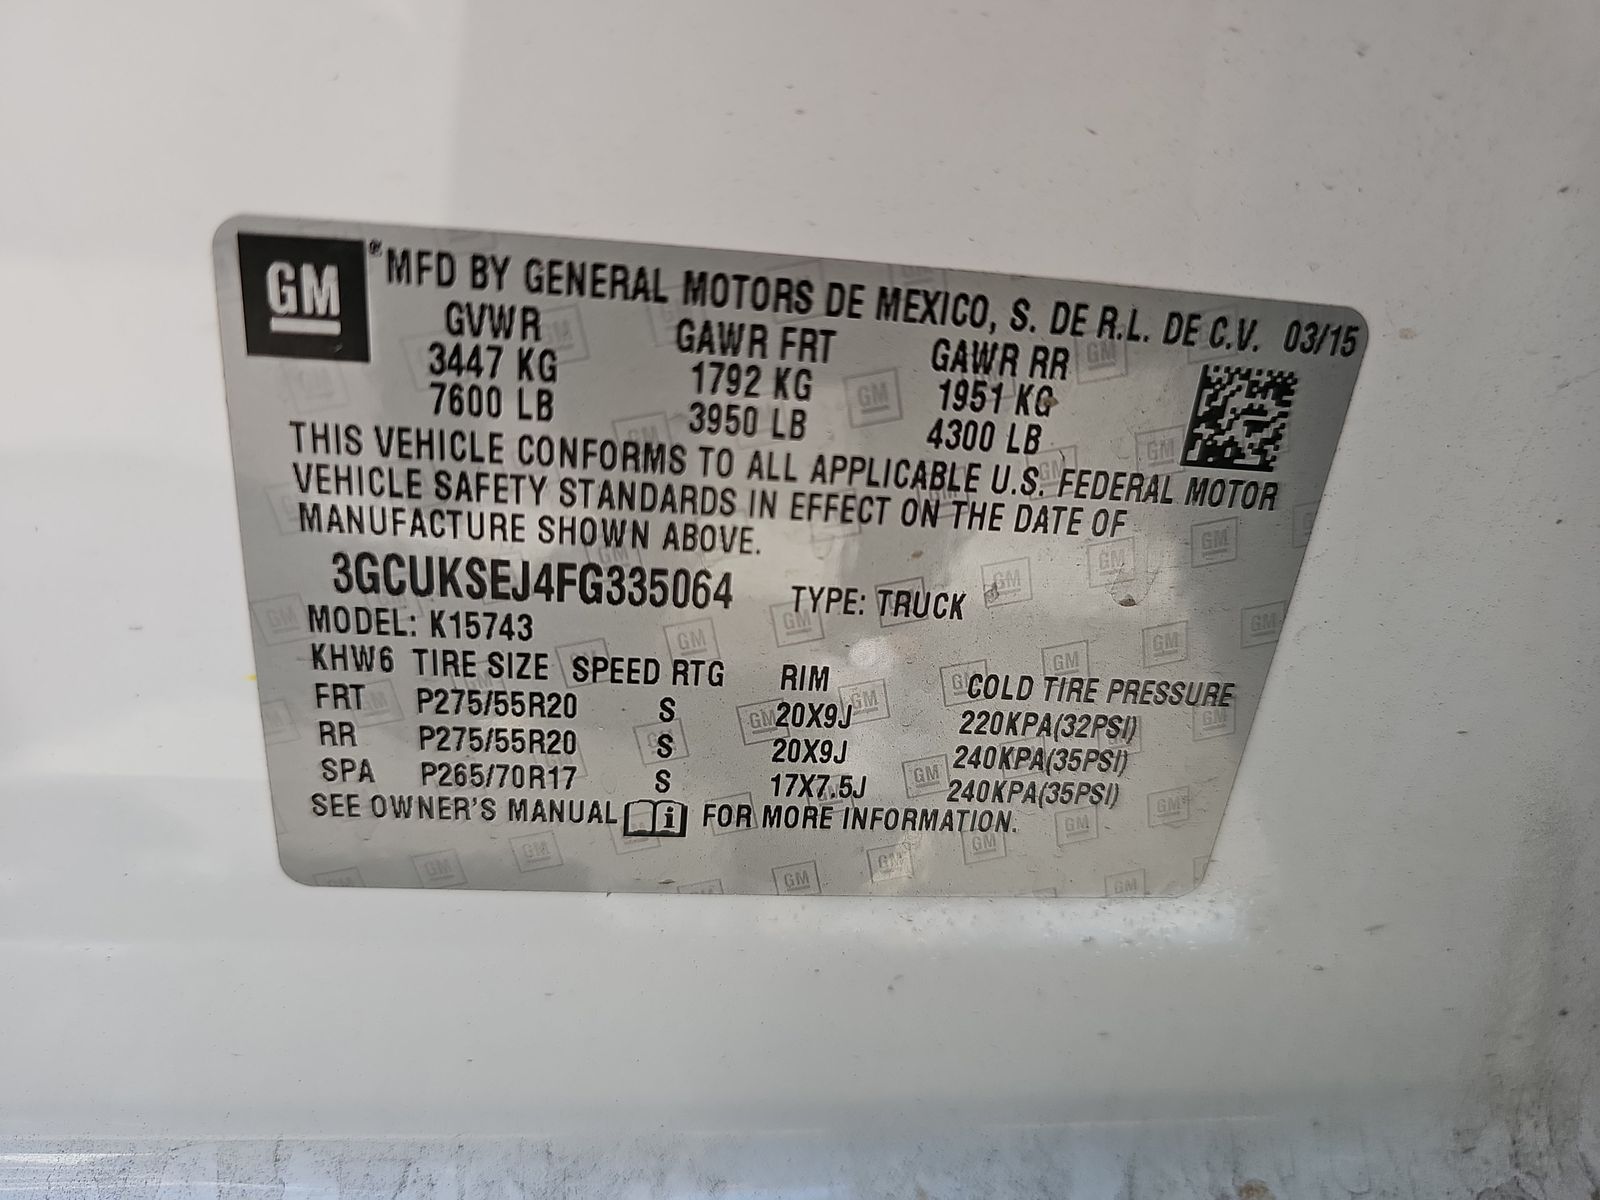 GM ® MFD BY GENERAL MOTORS DE MEXICO, S. DE R.L. DE C.V. 03/15
GVWR GAWR FRT GAWR RR
3447 KG 1792 KG 1951 KG
7600 LB 3950 LB 4300 LB
THIS VEHICLE CONFORMS TO ALL APPLICABLE U.S. FEDERAL MOTOR
VEHICLE SAFETY STANDARDS IN EFFECT ON THE DATE OF
MANUFACTURE SHOWN ABOVE.
3GCUKSEJ4FG335064 TYPE: TRUCK
MODEL: K15743
KHW6 TIRE SIZE SPEED RTG RIM COLD TIRE PRESSURE
FRT P275/55R20 S 20X9J 220KPA(32PSI)
RR P275/55R20 S 20X9J 240KPA(35PSI)
SPA P265/70R17 S 17X7.5J 240KPA(35PSI)
SEE OWNER'S MANUAL i FOR MORE INFORMATION.